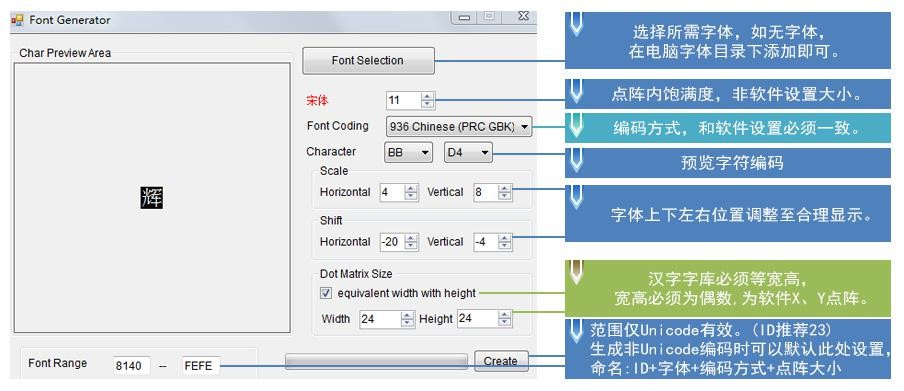 Font Generator
Char Preview Area
辉
Font Selection
宋体
11
Font Coding
936 Chinese (PRC GBK)
Character
BB
D4
Scale
Horizontal 4 Vertical 8
Shift
Horizontal -20 Vertical -4
Dot Matrix Size
equivalent width with height
Width 24 Height 24
Font Range
8140 -- FEFE
Create
选择所需字体，如无字体，
在电脑字体目录下添加即可。
点阵内饱满度，非软件设置大小。
编码方式，和软件设置必须一致。
预览字符编码
字体上下左右位置调整至合理显示。
汉字字库必须等宽高，
宽高必须为偶数,为软件X、Y点阵。
范围仅Unicode有效。(ID推荐23)
生成非Unicode编码时可以默认此处设置，
命名:ID+字体+编码方式+点阵大小